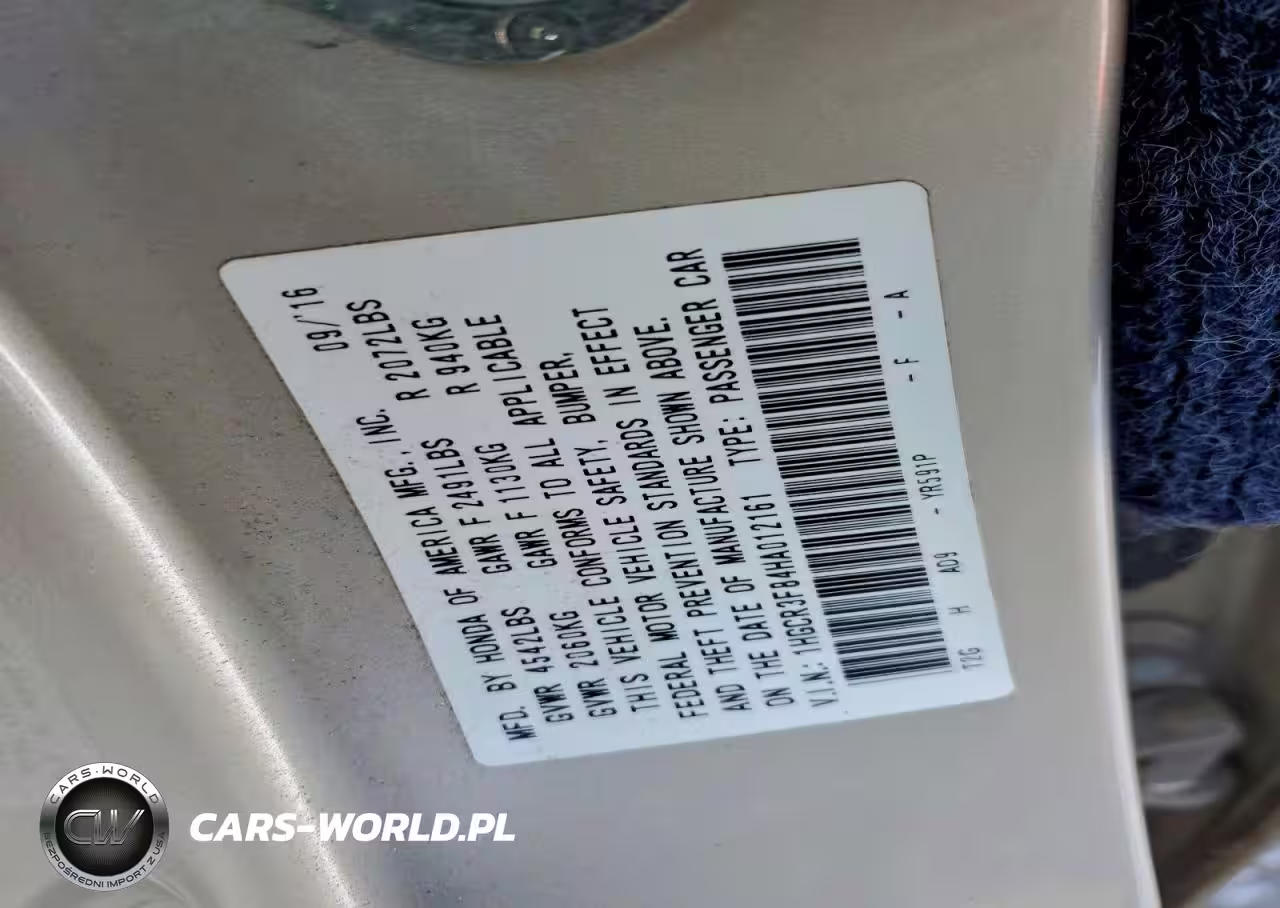 MFD. BY HONDA OF AMERICA MFG., INC. 09/'16
GVWR 4542LBS GAWR F 2491LBS R 2072LBS
GVWR 2060KG GAWR F 1130KG R 940KG
THIS VEHICLE CONFORMS TO ALL APPLICABLE
FEDERAL MOTOR VEHICLE SAFETY, BUMPER,
AND THEFT PREVENTION STANDARDS IN EFFECT
ON THE DATE OF MANUFACTURE SHOWN ABOVE.
V.I.N.: 1HGCR3F84HA012161 TYPE: PASSENGER CAR
T2G H AD9 - YR591P - F - A
CARS-WORLD
CW
BEZPOŚREDNI IMPORT Z USA
CARS-WORLD.PL